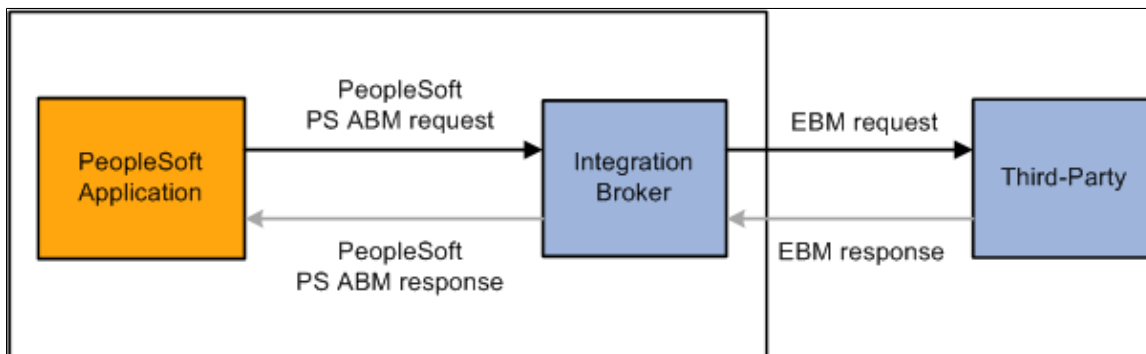 PeopleSoft
Application
PeopleSoft
PS ABM request
Integration
Broker
EBM request
Third-Party
PeopleSoft
PS ABM response
EBM response